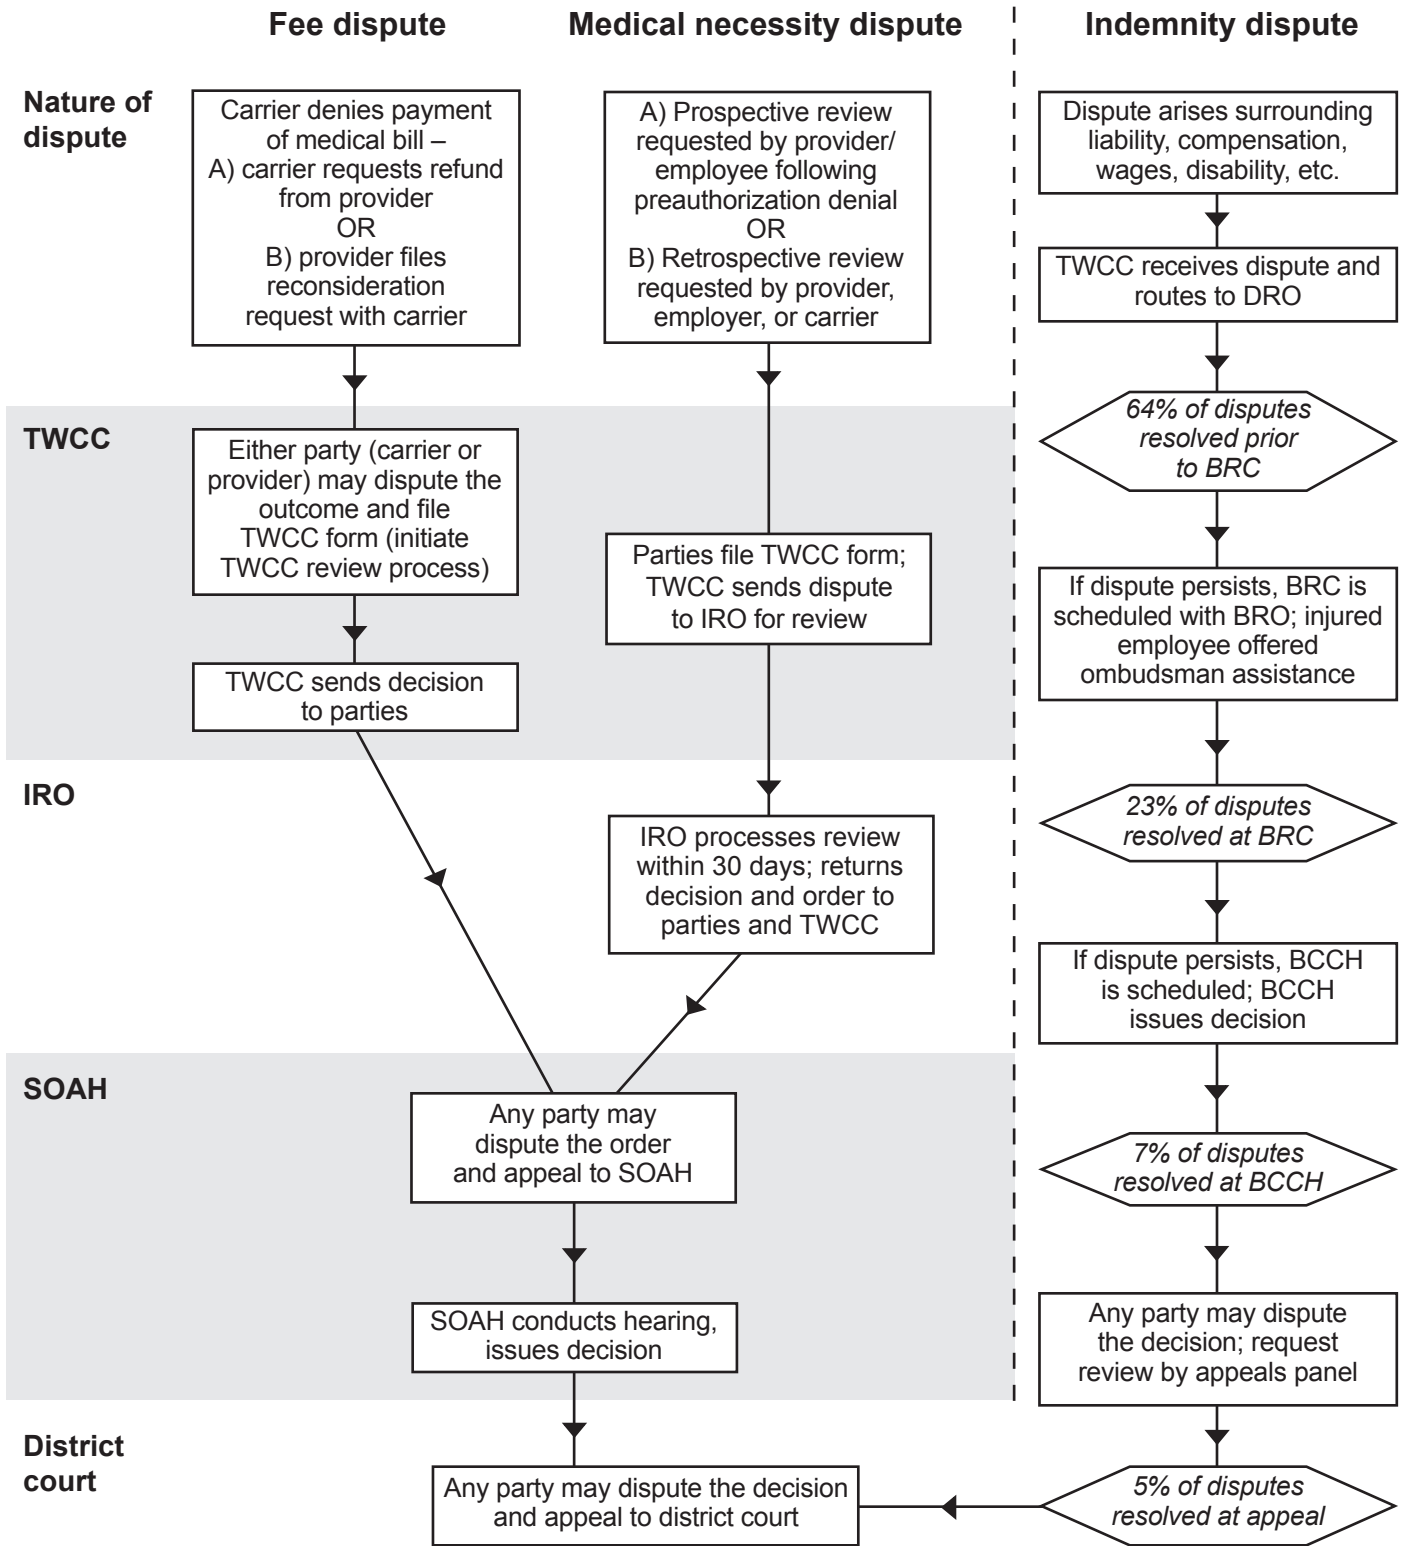 Fee dispute
Medical necessity dispute
Indemnity dispute
Nature of
dispute
Carrier denies payment
of medical bill –
A) carrier requests refund
from provider
OR
B) provider files
reconsideration
request with carrier
A) Prospective review
requested by provider/
employee following
preauthorization denial
OR
B) Retrospective review
requested by provider,
employer, or carrier
Dispute arises surrounding
liability, compensation,
wages, disability, etc.
TWCC receives dispute and
routes to DRO
64% of disputes
resolved prior
to BRC
TWCC
Either party (carrier or
provider) may dispute the
outcome and file
TWCC form (initiate
TWCC review process)
TWCC sends decision
to parties
Parties file TWCC form;
TWCC sends dispute
to IRO for review
If dispute persists, BRC is
scheduled with BRO; injured
employee offered
ombudsman assistance
IRO
IRO processes review
within 30 days; returns
decision and order to
parties and TWCC
23% of disputes
resolved at BRC
If dispute persists, BCCH
is scheduled; BCCH
issues decision
SOAH
Any party may
dispute the order
and appeal to SOAH
SOAH conducts hearing,
issues decision
7% of disputes
resolved at BCCH
Any party may dispute
the decision; request
review by appeals panel
District
court
Any party may dispute the decision
and appeal to district court
5% of disputes
resolved at appeal